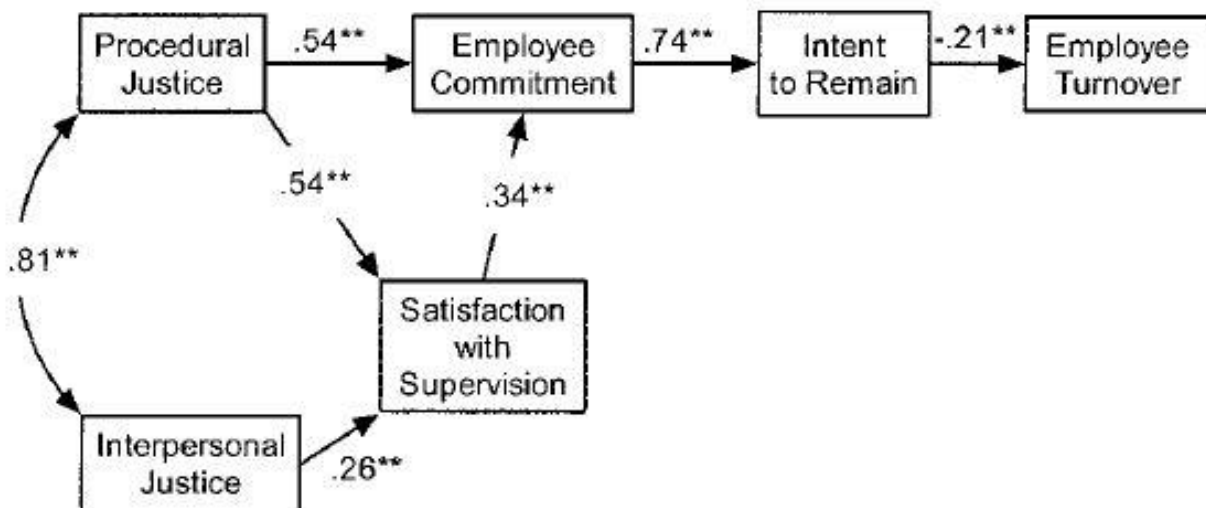 Procedural
Justice
.54**
Employee
Commitment
.74**
Intent
to Remain
-.21**
Employee
Turnover
.54**
.34**
.81**
Satisfaction
with
Supervision
Interpersonal
Justice
.26**